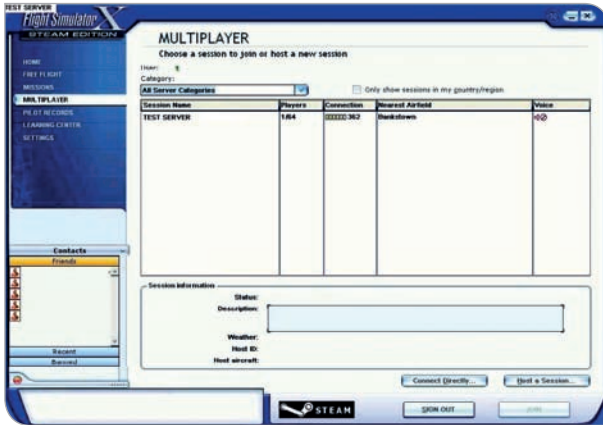 TEST SERVER
Flight Simulator X
STEAM EDITION
HOME
FREE FLIGHT
MISSIONS
MULTIPLAYER
PILOT RECORDS
LEARNING CENTER
SETTINGS
MULTIPLAYER
Choose a session to join or host a new session
User:
Category:
All Server Categories
Only show sessions in my country/region
Session Name Players Connection Nearest Airfield Voice
TEST SERVER 1/64 362 Bankstown
Contacts
Friends
Recent
Banned
Session information
Status:
Description:
Weather:
Host ID:
Host aircraft:
Connect Directly...
Host a Session...
STEAM
SIGN OUT
JOIN